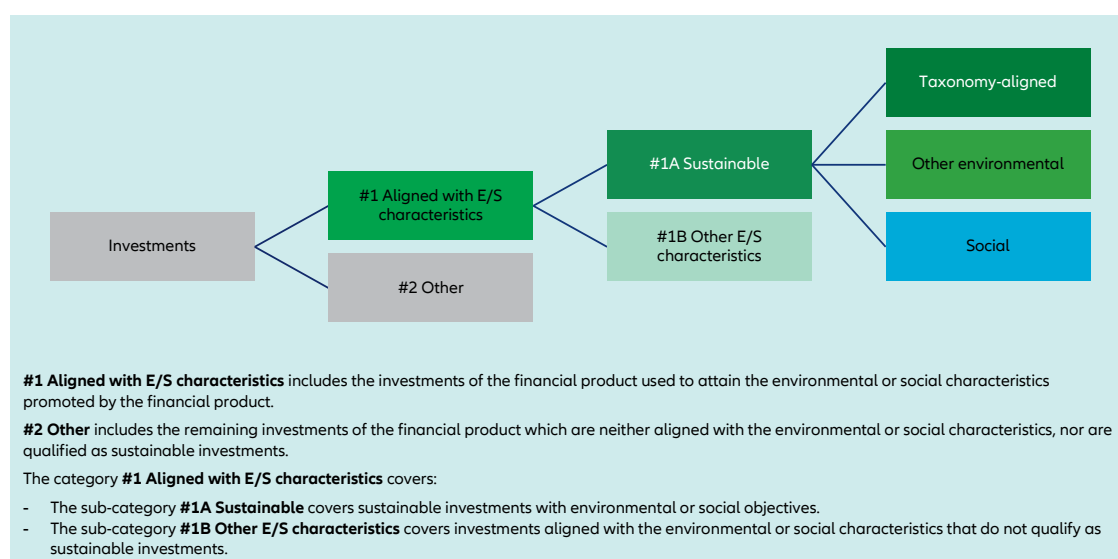 Taxonomy-aligned
#1A Sustainable
Other environmental
#1 Aligned with E/S
characteristics
Investments
#1B Other E/S
characteristics
Social
#2 Other
#1 Aligned with E/S characteristics includes the investments of the financial product used to attain the environmental or social characteristics
promoted by the financial product.
#2 Other includes the remaining investments of the financial product which are neither aligned with the environmental or social characteristics, nor are
qualified as sustainable investments.
The category #1 Aligned with E/S characteristics covers:
- The sub-category #1A Sustainable covers sustainable investments with environmental or social objectives.
- The sub-category #1B Other E/S characteristics covers investments aligned with the environmental or social characteristics that do not qualify as
sustainable investments.